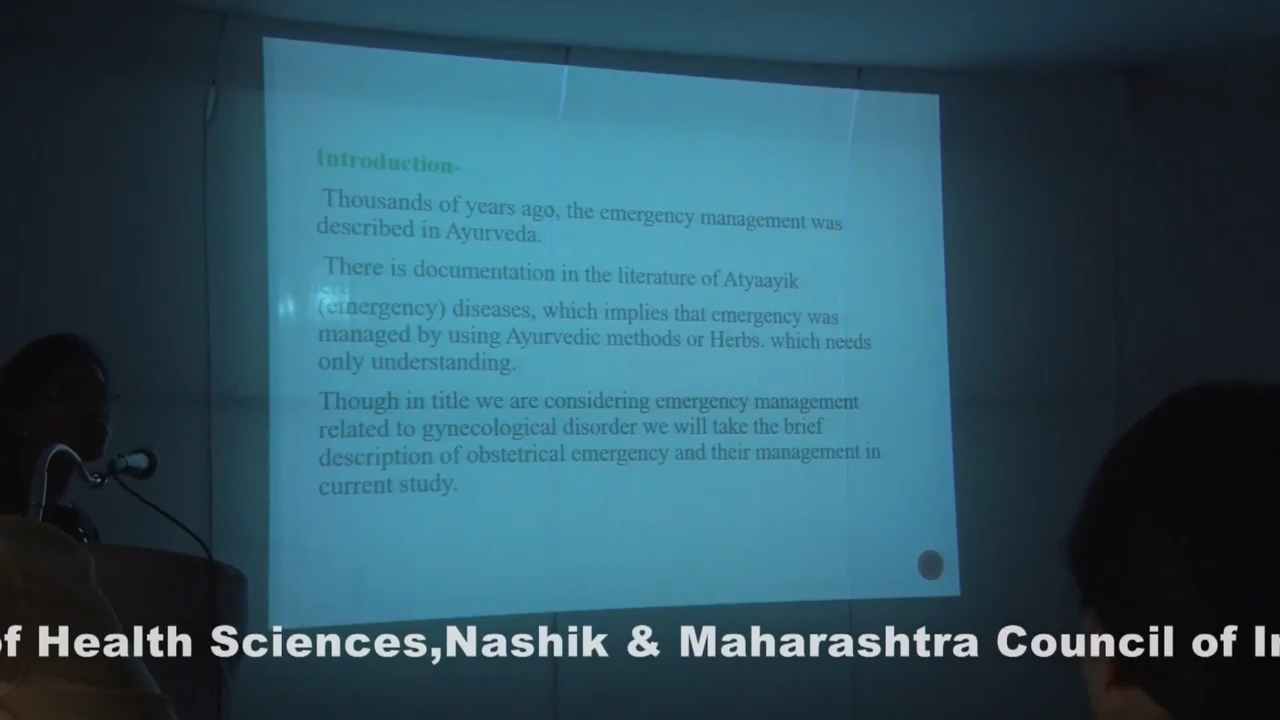 Introduction-
Thousands of years ago, the emergency management was
described in Ayurveda.
There is documentation in the literature of Atyaayik
(emergency) diseases, which implies that emergency was
managed by using Ayurvedic methods or Herbs. which needs
only understanding.
Though in title we are considering emergency management
related to gynecological disorder we will take the brief
description of obstetrical emergency and their management in
current study.
of Health Sciences,Nashik & Maharashtra Council of